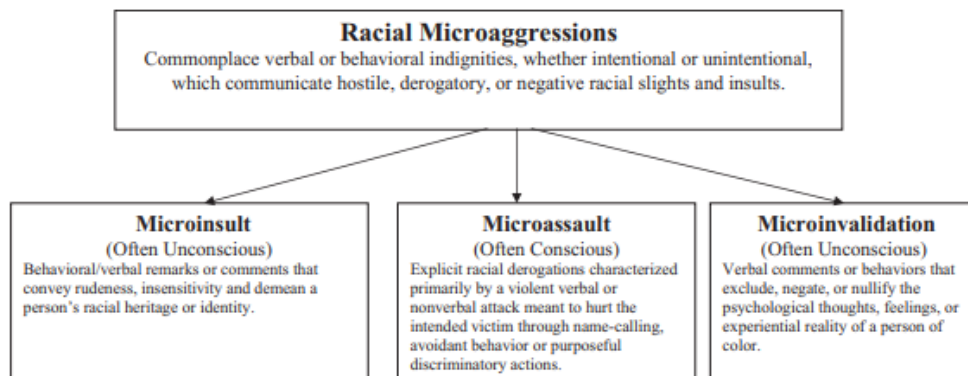 Racial Microaggressions
Commonplace verbal or behavioral indignities, whether intentional or unintentional,
which communicate hostile, derogatory, or negative racial slights and insults.
Microinsult
(Often Unconscious)
Behavioral/verbal remarks or comments that
convey rudeness, insensitivity and demean a
person's racial heritage or identity.
Microassault
(Often Conscious)
Explicit racial derogations characterized
primarily by a violent verbal or
nonverbal attack meant to hurt the
intended victim through name-calling,
avoidant behavior or purposeful
discriminatory actions.
Microinvalidation
(Often Unconscious)
Verbal comments or behaviors that
exclude, negate, or nullify the
psychological thoughts, feelings, or
experiential reality of a person of
color.